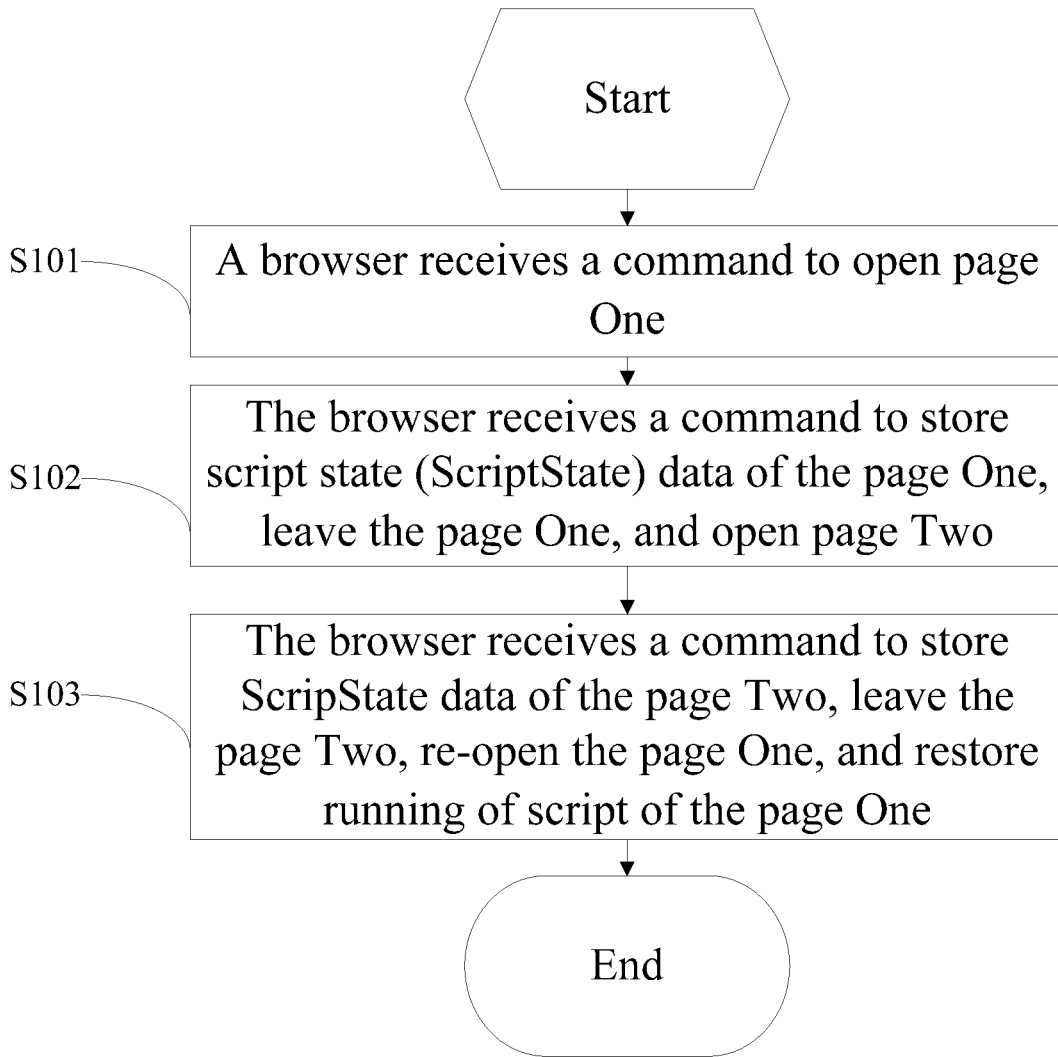 Start
S101
A browser receives a command to open page
One
S102
The browser receives a command to store
script state (ScriptState) data of the page One,
leave the page One, and open page Two
S103
The browser receives a command to store
ScripState data of the page Two, leave the
page Two, re-open the page One, and restore
running of script of the page One
End